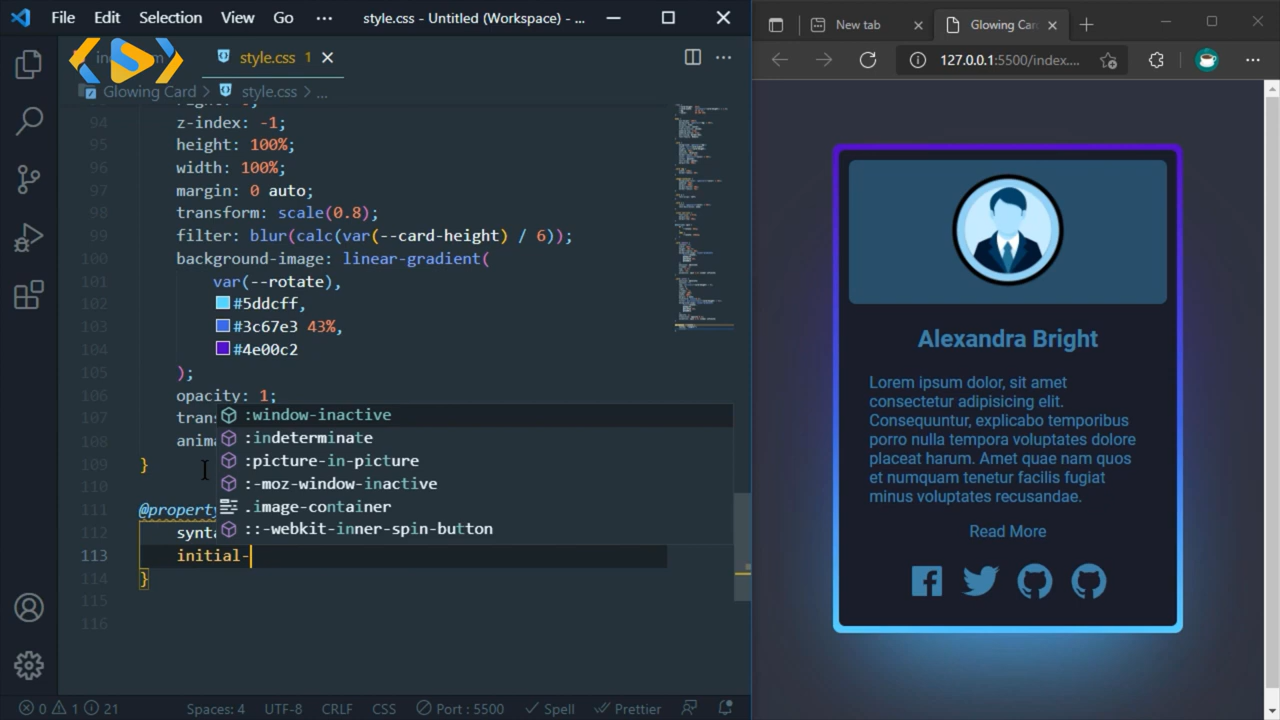 File Edit Selection View Go ··· style.css - Untitled (Workspace) - ...
style.css 1
Glowing Card > style.css > ...
94 z-index: -1;
95 height: 100%;
96 width: 100%;
97 margin: 0 auto;
98 transform: scale(0.8);
99 filter: blur(calc(var(--card-height) / 6));
100 background-image: linear-gradient(
101 var(--rotate),
102 #5ddcff,
103 #3c67e3 43%,
104 #4e00c2
105 );
106 opacity: 1;
107 tran
108 anima
109 }
110
111 @property
112 synta
113 initial-
114 }
115
116
:window-inactive
:indeterminate
:picture-in-picture
:-moz-window-inactive
.image-container
::-webkit-inner-spin-button
0 1 21 Spaces: 4 UTF-8 CRLF CSS Port : 5500 Spell Prettier
New tab
Glowing Car
127.0.0.1:5500/index....
Alexandra Bright
Lorem ipsum dolor, sit amet
consectetur adipisicing elit.
Consequuntur, explicabo temporibus
porro nulla tempora voluptates dolore
placeat harum. Amet quae nam quos
et numquam tenetur facilis fugiat
minus voluptates recusandae.
Read More